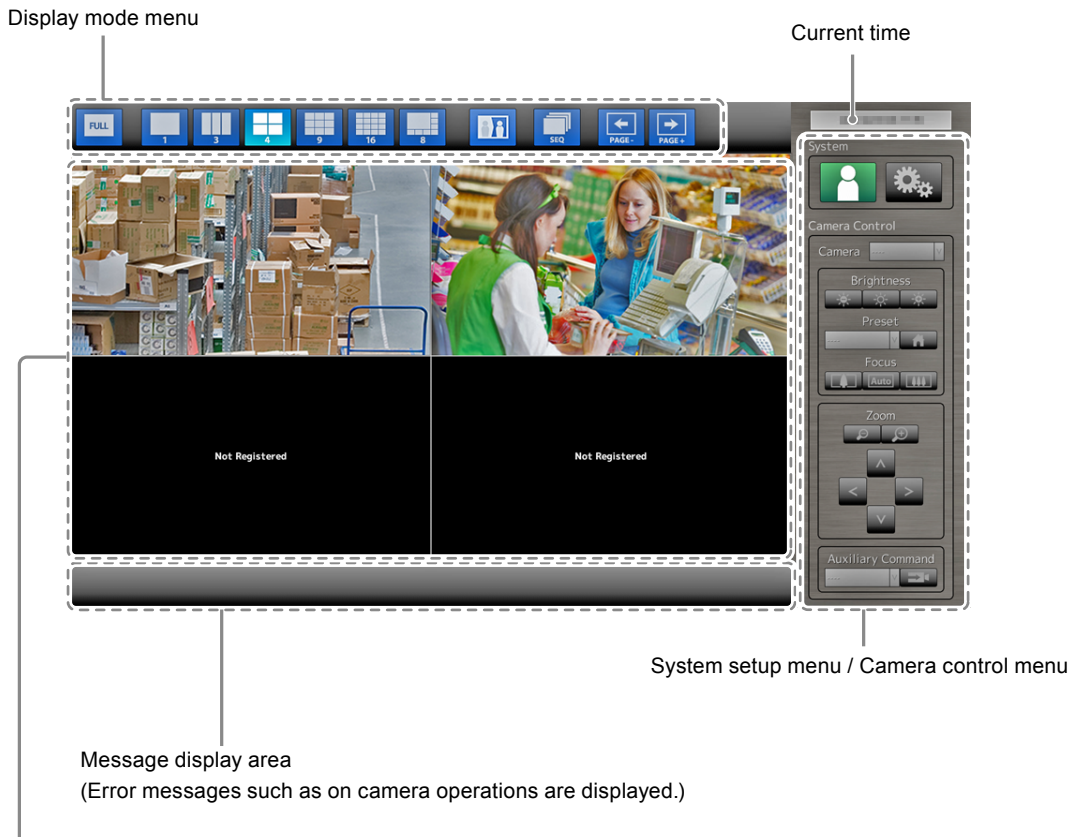 Display mode menu
Current time
FULL
1
3
4
9
16
8
SEQ
PAGE-
PAGE+
System
Camera Control
Camera
Brightness
Preset
Focus
Auto
Zoom
Auxiliary Command
Not Registered
Not Registered
System setup menu / Camera control menu
Message display area
(Error messages such as on camera operations are displayed.)